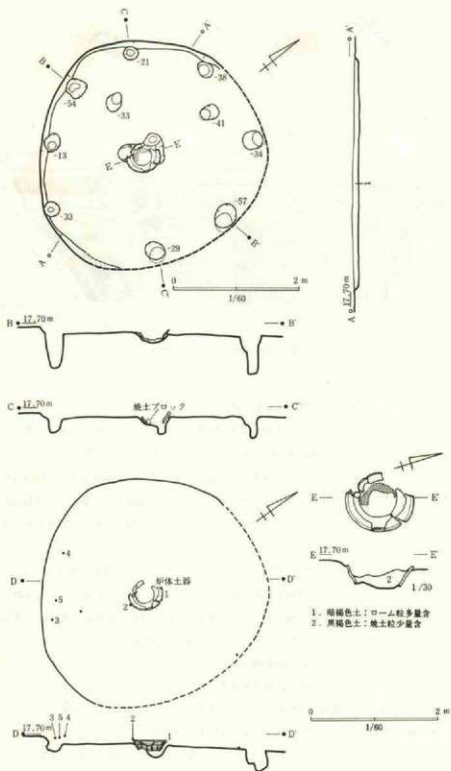 C
A'
B
-21
-38
-54
-33
-41
E'
-34
E
-13
-33
-57
A
B'
-29
C'
0 2 m
1/60
A'
1
17.70m
A
B 17.70m B'
C 17.70m 焼土ブロック C'
E E'
E 17.70m E'
2
1/30
1. 暗褐色土:ローム粒多量含
2. 黒褐色土:焼土粒少量含
4
D 炉体土器 D'
5
1
2
3
0 2 m
1/60
3 5 4 2
D 17.70m 1 D'